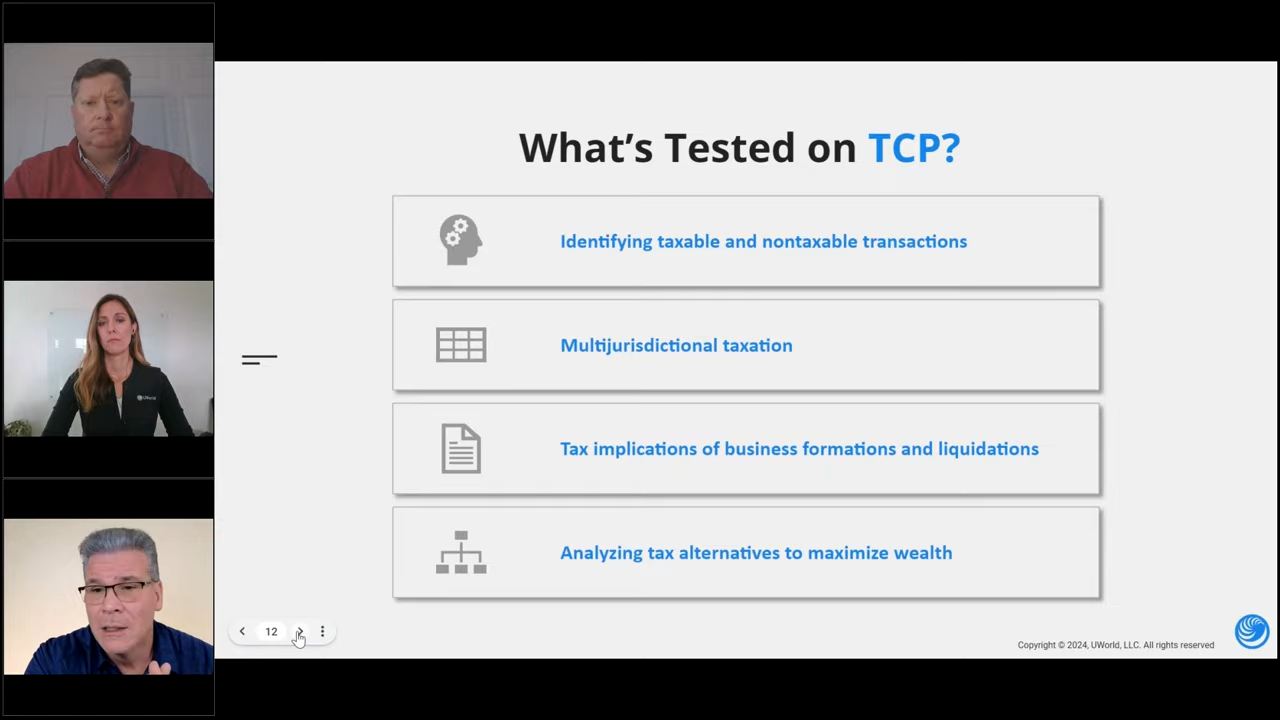 What's Tested on TCP?
Identifying taxable and nontaxable transactions
Multijurisdictional taxation
Tax implications of business formations and liquidations
Analyzing tax alternatives to maximize wealth
12
Copyright © 2024, UWorld, LLC. All rights reserved
UWorld